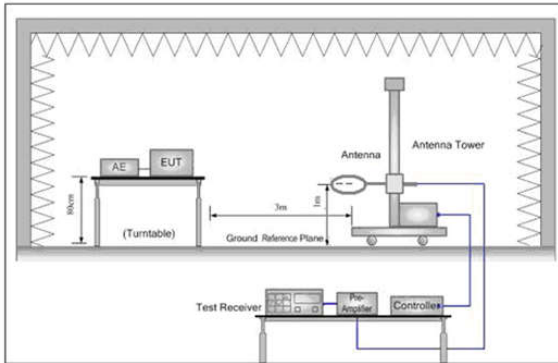 AE
EUT
Antenna
Antenna Tower
80cm
(Turntable)
3m
1m
Ground Reference Plane
Test Receiver
Pre-
Amplifier
Controller